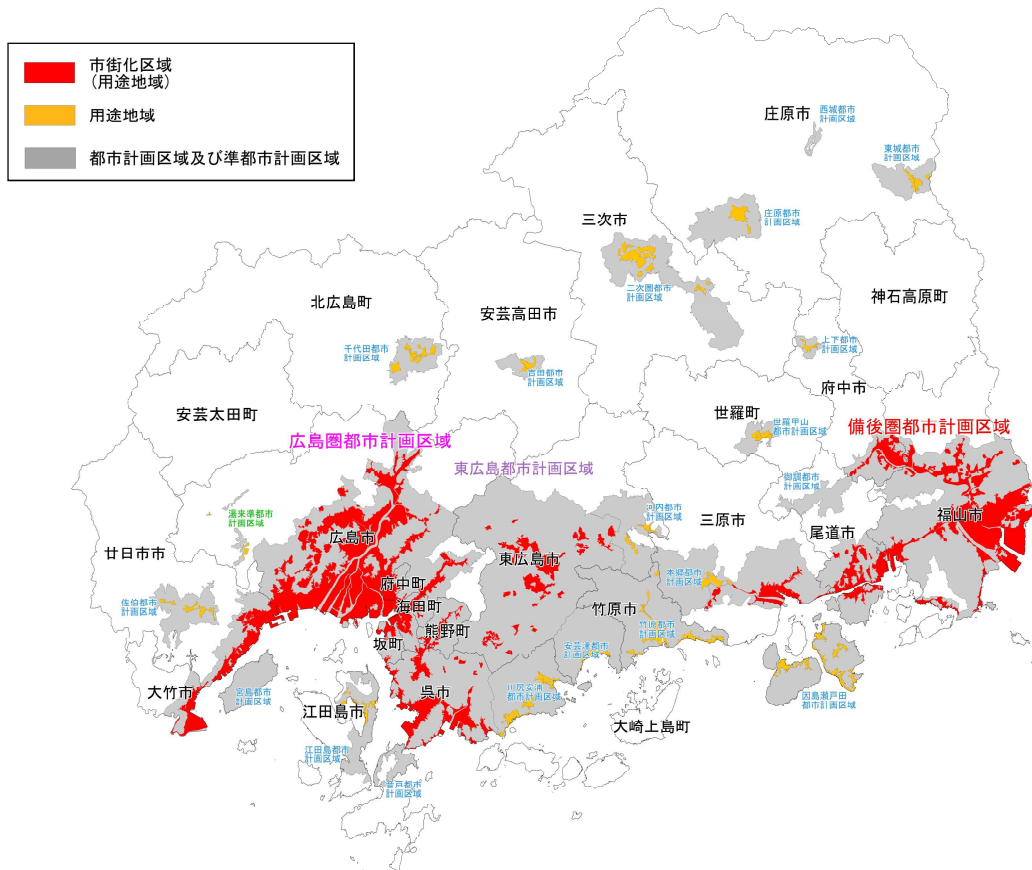 市街化区域
(用途地域)
用途地域
都市計画区域及び準都市計画区域
西城都市
計画区域
庄原市
東城都市
計画区域
庄原都市
計画区域
三次市
二次圏都市
計画区域
神石高原町
北広島町
安芸高田市
千代田都市
計画区域
吉田都市
計画区域
上下都市
計画区域
府中市
安芸太田町
世羅町
世羅甲山
都市計画区域
備後圏都市計画区域
広島圏都市計画区域
東広島都市計画区域
御調都市
計画区域
湯来準都市
計画区域
河内都市
計画区域
三原市
尾道市
福山市
廿日市市
広島市
東広島市
府中町
海田町
本郷都市
計画区域
佐伯都市
計画区域
竹原市
熊野町
竹原都市
計画区域
坂町
安芸津都市
計画区域
大竹市
宮島都市
計画区域
川尻安浦
都市計画区域
因島瀬戸田
都市計画区域
江田島市
呉市
大崎上島町
江田島都市
計画区域
音戸都市
計画区域